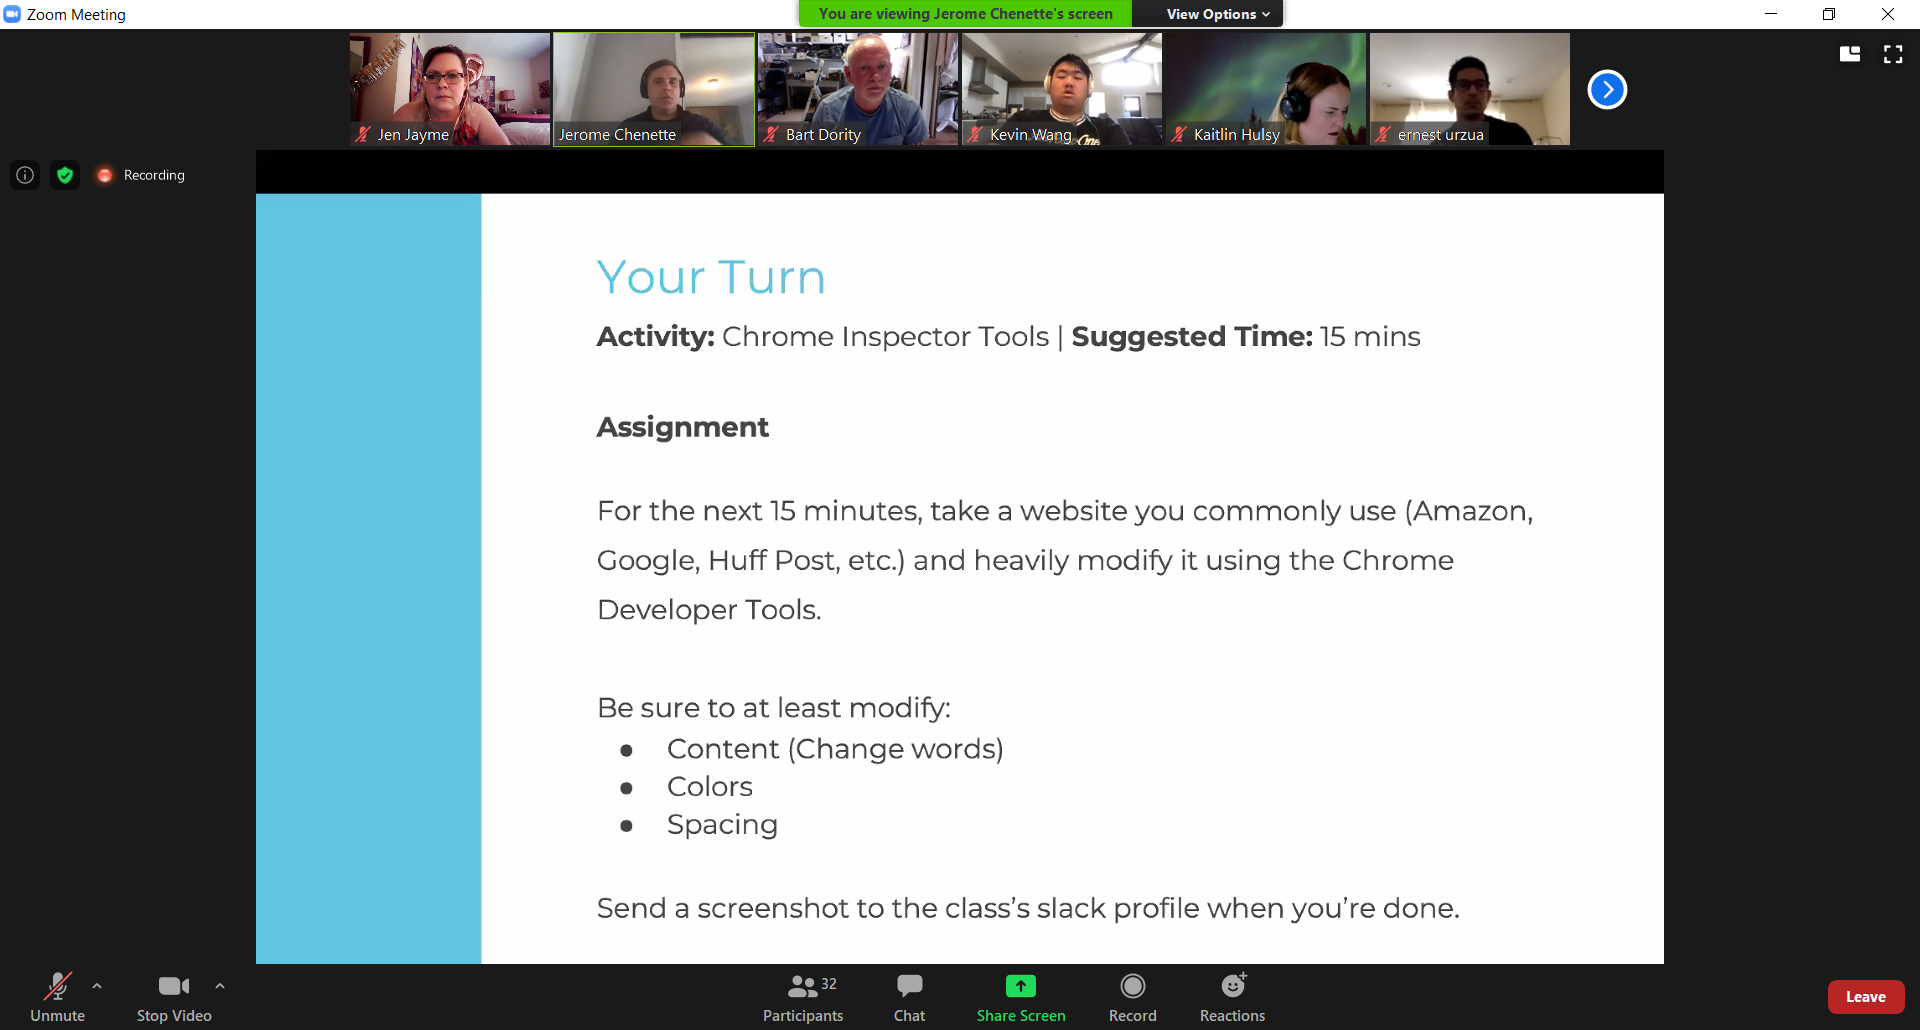 Zoom Meeting
You are viewing Jerome Chenette's screen
View Options
Jen Jayme
Jerome Chenette
Bart Dority
Kevin Wang
Kaitlin Hulsy
ernest urzua
Recording
Your Turn
Activity: Chrome Inspector Tools | Suggested Time: 15 mins
Assignment
For the next 15 minutes, take a website you commonly use (Amazon,
Google, Huff Post, etc.) and heavily modify it using the Chrome
Developer Tools.
Be sure to at least modify:
● Content (Change words)
● Colors
● Spacing
Send a screenshot to the class’s slack profile when you’re done.
Unmute
Stop Video
32
Participants
Chat
Share Screen
Record
Reactions
Leave